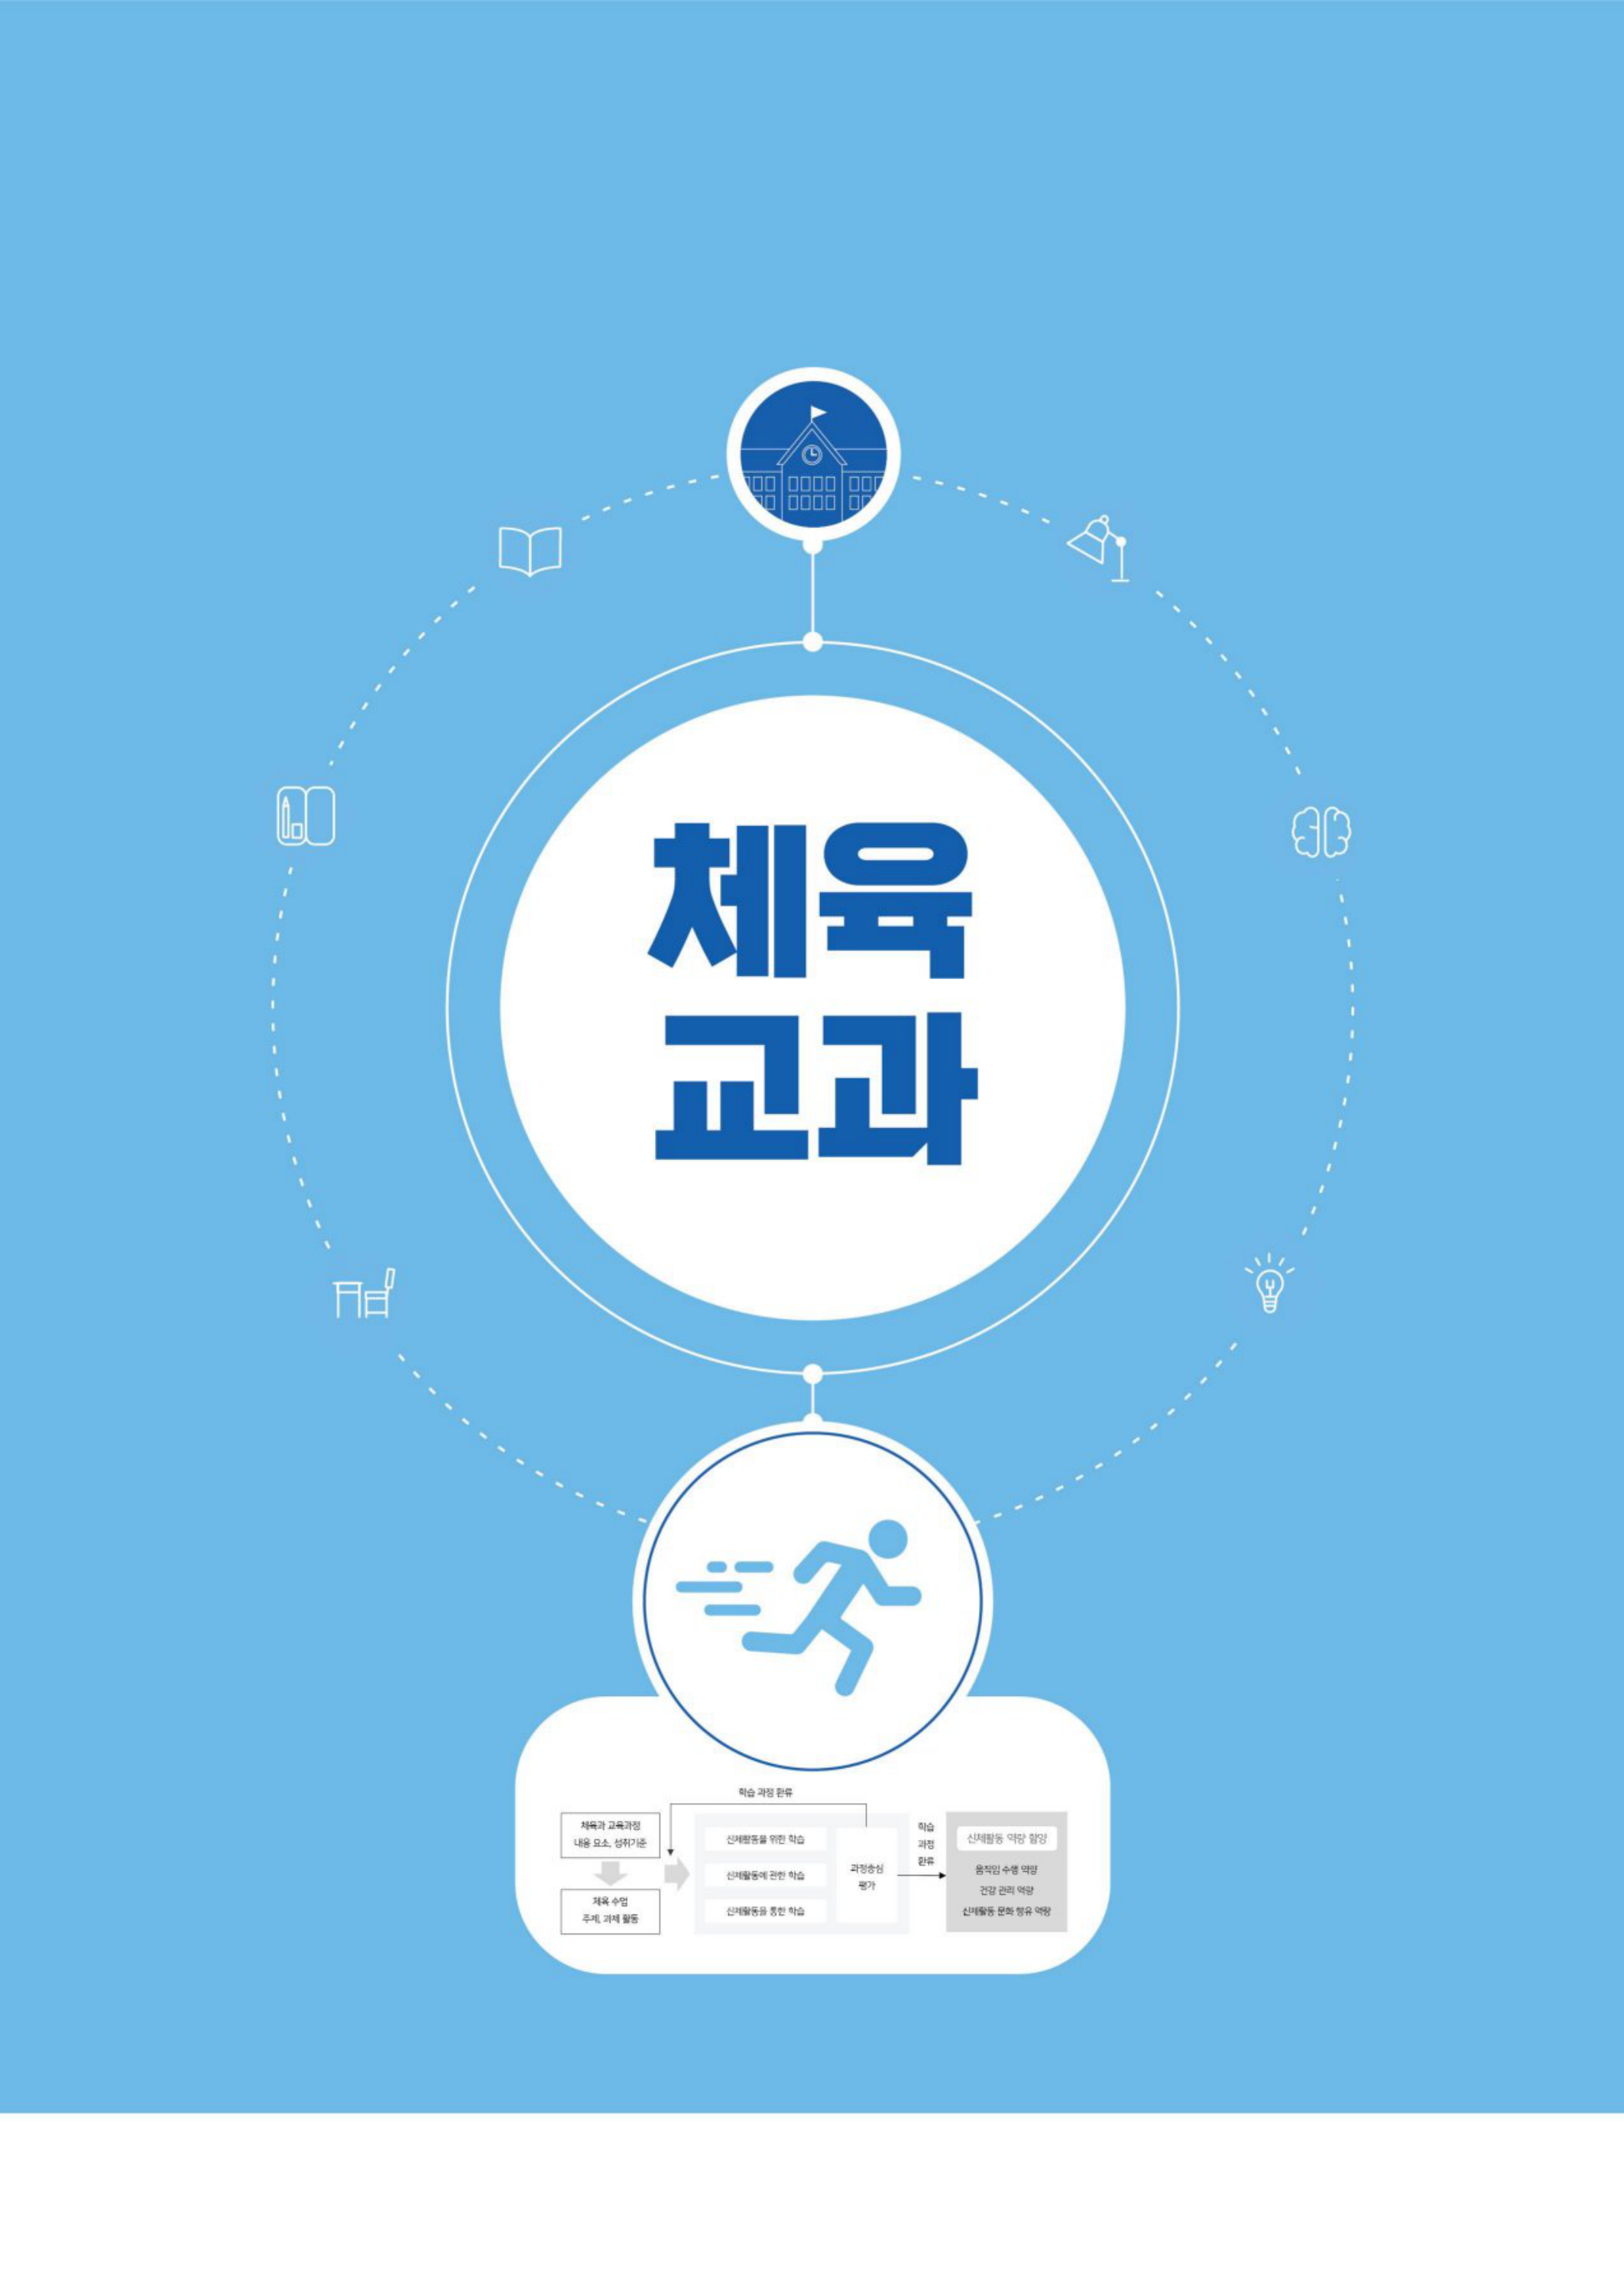 체육
교과
학습 과정 환류
체육과 교육과정
내용 요소, 성취기준
체육 수업
주제, 과제 활동
신체활동을 위한 학습
신체활동에 관한 학습
신체활동을 통한 학습
과정중심
평가
학습
과정
환류
신체활동 역량 함양
움직임 수행 역량
건강 관리 역량
신체활동 문화 향유 역량